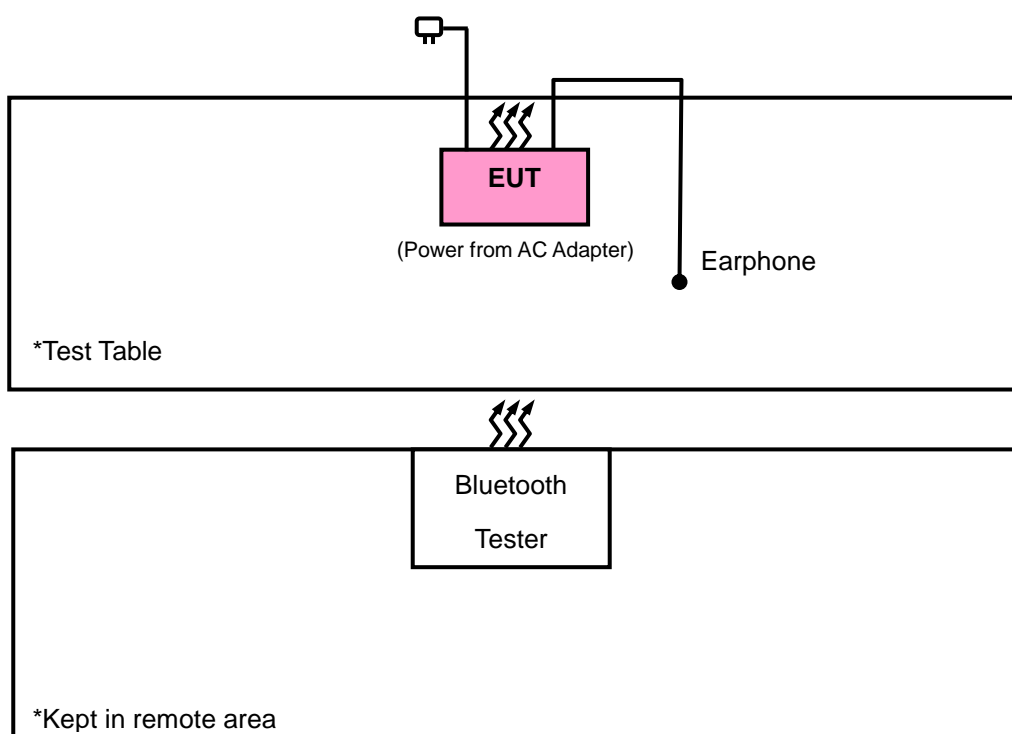 EUT
(Power from AC Adapter)
Earphone
*Test Table
Bluetooth
Tester
*Kept in remote area